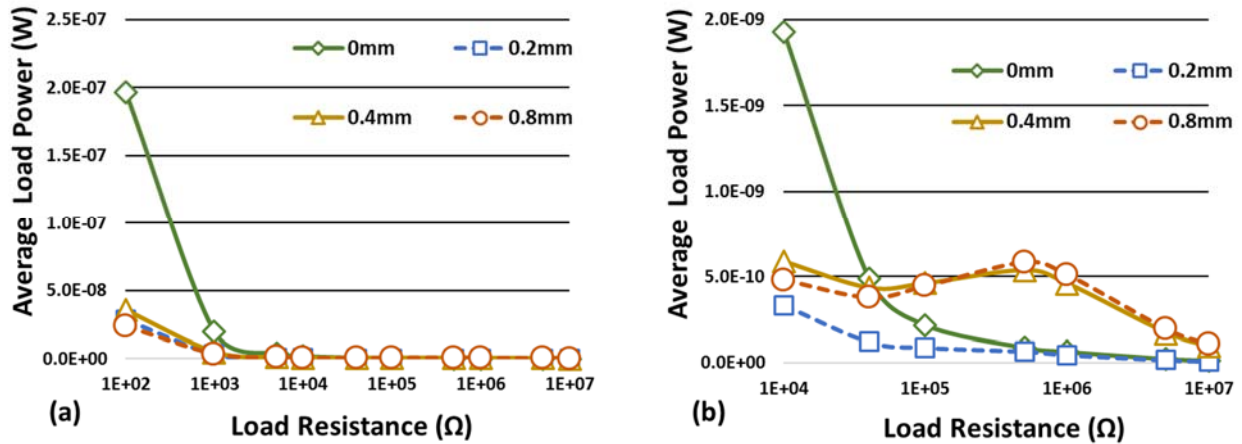 Average Load Power (W)
2.5E-07
2.0E-07
1.5E-07
1.0E-07
5.0E-08
0.0E+00
0mm
0.2mm
0.4mm
0.8mm
1E+02 1E+03 1E+04 1E+05 1E+06 1E+07
(a)
Load Resistance (Ω)
Average Load Power (W)
2.0E-09
1.5E-09
1.0E-09
5.0E-10
0.0E+00
0mm
0.2mm
0.4mm
0.8mm
1E+04 1E+05 1E+06 1E+07
(b)
Load Resistance (Ω)